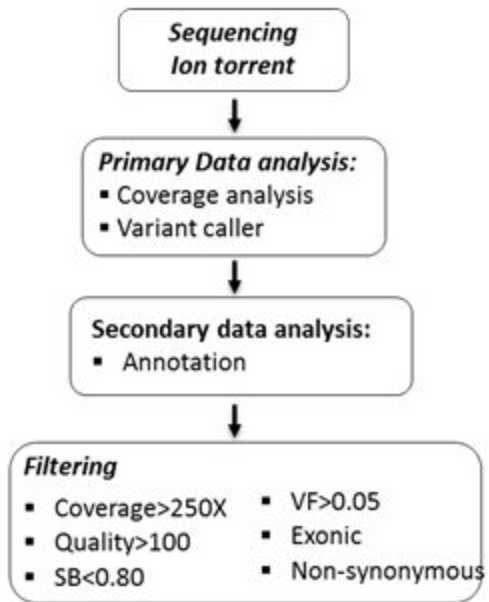 Sequencing
Ion torrent
Primary Data analysis:
▪ Coverage analysis
▪ Variant caller
Secondary data analysis:
▪ Annotation
Filtering
▪ Coverage>250X
▪ Quality>100
▪ SB<0.80
▪ VF>0.05
▪ Exonic
▪ Non-synonymous